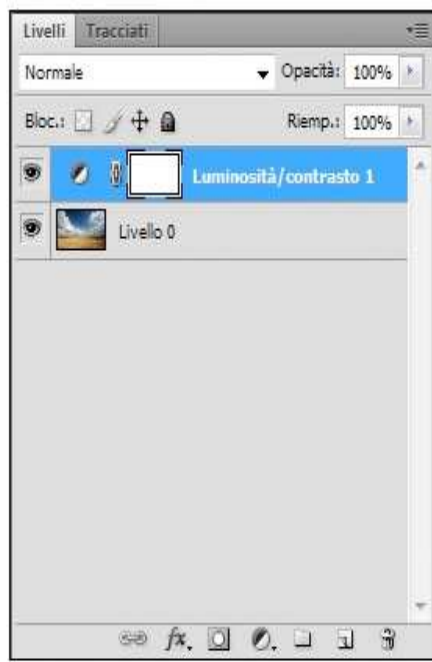 Livelli Tracciati
Normale Opacità: 100%
Bloc.: Riemp.: 100%
Luminosità/contrasto 1
Livello 0
fx.